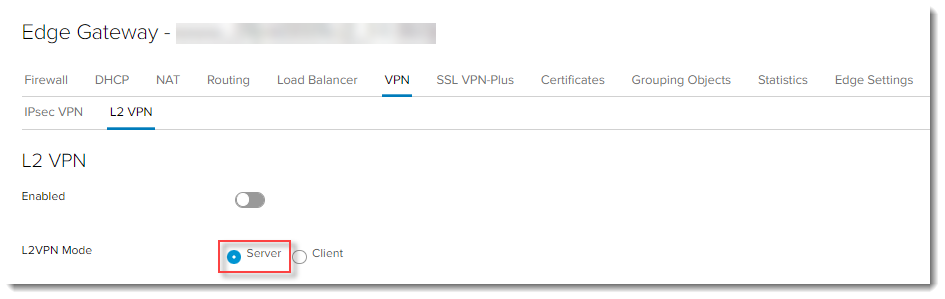 Edge Gateway -
Firewall DHCP NAT Routing Load Balancer VPN SSL VPN-Plus Certificates Grouping Objects Statistics Edge Settings
IPsec VPN L2 VPN
L2 VPN
Enabled
L2VPN Mode Server Client